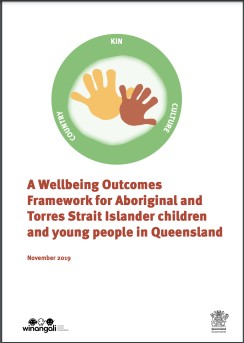 KIN
COUNTRY
CULTURE
A Wellbeing Outcomes
Framework for Aboriginal and
Torres Strait Islander children
and young people in Queensland
November 2019
winangali